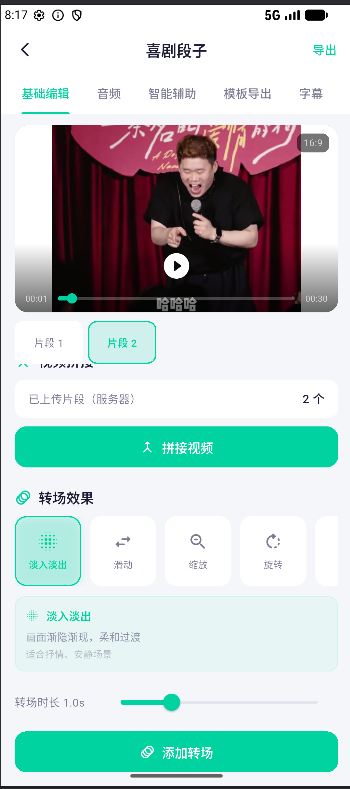 8:17
5G
喜剧段子
导出
基础编辑
音频
智能辅助
模板导出
字幕
16:9
00:01
哈哈哈
00:30
片段 1
片段 2
已上传片段（服务器）
2 个
拼接视频
转场效果
淡入淡出
滑动
缩放
旋转
淡入淡出
画面渐隐渐现，柔和过渡
适合抒情、安静场景
转场时长 1.0s
添加转场